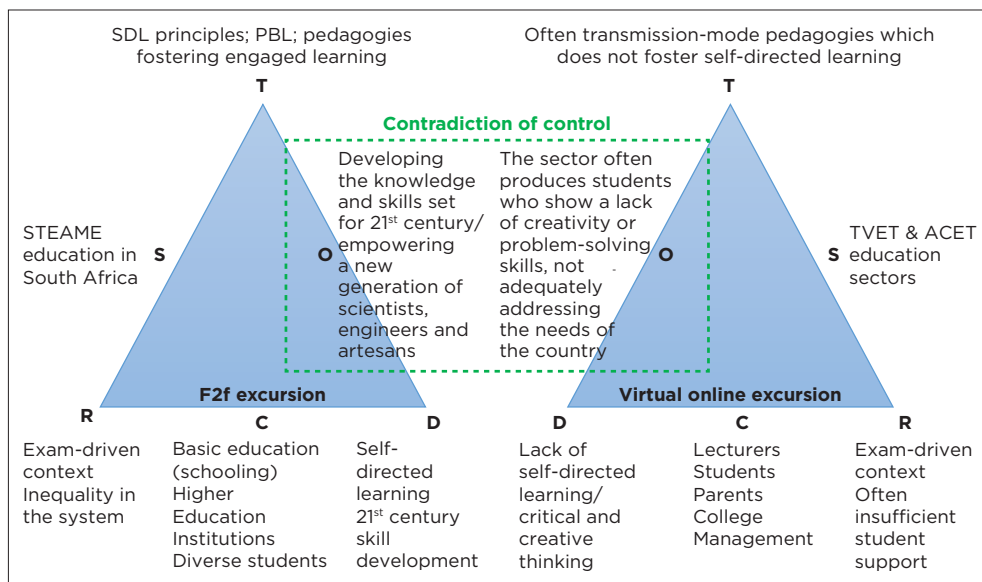 SDL principles; PBL; pedagogies
fostering engaged learning
Often transmission-mode pedagogies which
does not foster self-directed learning
T
T
Contradiction of control
Developing
the knowledge
and skills set
for 21st century/
empowering
a new
generation of
scientists,
engineers and
artesans
The sector often
produces students
who show a lack
of creativity or
problem-solving
skills, not
adequately
addressing
the needs of
the country
STEAME
education in
South Africa
S
O
O
S
TVET & ACET
education
sectors
F2f excursion
Virtual online excursion
R
C
D
D
C
R
Exam-driven
context
Inequality in
the system
Basic education
(schooling)
Higher
Education
Institutions
Diverse students
Self-
directed
learning
21st century
skill
development
Lack of
self-directed
learning/
critical and
creative
thinking
Lecturers
Students
Parents
College
Management
Exam-driven
context
Often
insufficient
student
support